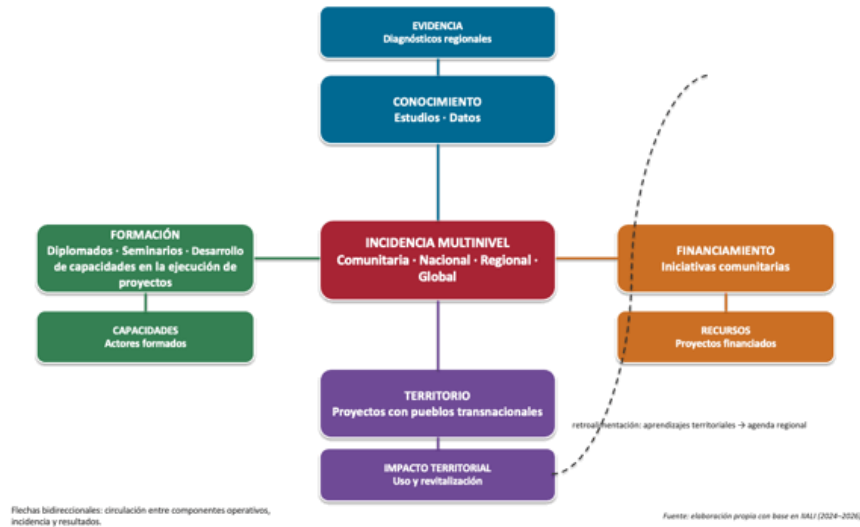 EVIDENCIA
Diagnósticos regionales
CONOCIMIENTO
Estudios · Datos
FORMACIÓN
Diplomados · Seminarios · Desarrollo
de capacidades en la ejecución de
proyectos
INCIDENCIA MULTINIVEL
Comunitaria · Nacional · Regional ·
Global
FINANCIAMIENTO
Iniciativas comunitarias
CAPACIDADES
Actores formados
RECURSOS
Proyectos financiados
TERRITORIO
Proyectos con pueblos transnacionales
retroalimentación: aprendizajes territoriales → agenda regional
IMPACTO TERRITORIAL
Uso y revitalización
Flechas bidireccionales: circulación entre componentes operativos,
incidencia y resultados.
Fuente: elaboración propia con base en IIALI (2024–2026)